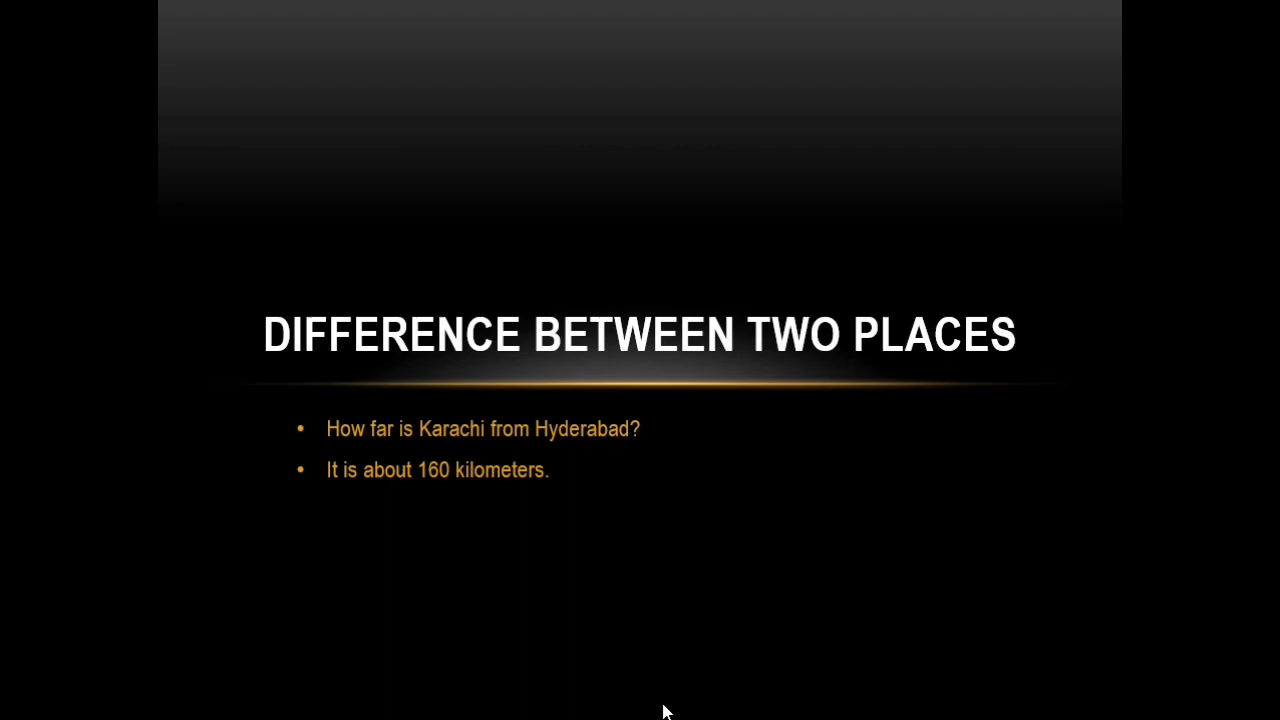 DIFFERENCE BETWEEN TWO PLACES
• How far is Karachi from Hyderabad?
• It is about 160 kilometers.